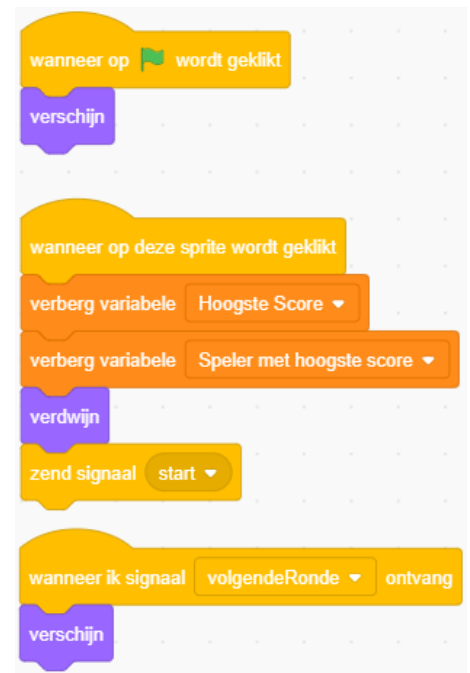 wanneer op wordt geklikt
verschijn
wanneer op deze sprite wordt geklikt
verberg variabele Hoogste Score
verberg variabele Speler met hoogste score
verdwijn
zend signaal start
wanneer ik signaal volgendeRonde ontvang
verschijn